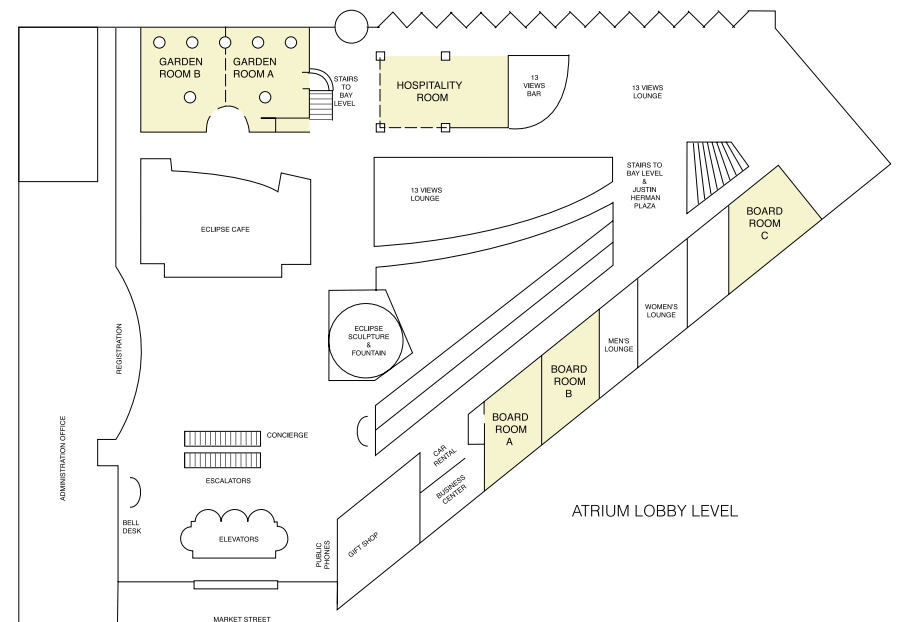 GARDEN
ROOM B
GARDEN
ROOM A
STAIRS
TO
BAY
LEVEL
HOSPITALITY
ROOM
13
VIEWS
BAR
13 VIEWS
LOUNGE
ECLIPSE CAFE
13 VIEWS
LOUNGE
STAIRS TO
BAY LEVEL
&
JUSTIN
HERMAN
PLAZA
BOARD
ROOM
C
WOMEN'S
LOUNGE
MEN'S
LOUNGE
BOARD
ROOM
B
BOARD
ROOM
A
ECLIPSE
SCULPTURE
&
FOUNTAIN
REGISTRATION
ADMINISTRATION OFFICE
CONCIERGE
ESCALATORS
CAR
RENTAL
BUSINESS
CENTER
BELL
DESK
ELEVATORS
PUBLIC
PHONES
GIFT SHOP
ATRIUM LOBBY LEVEL
MARKET STREET